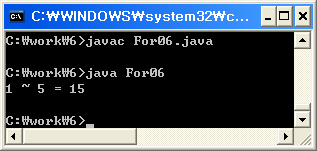 C:\WINDOWS\system32\c...
C:\work\6>javac For06.java
C:\work\6>java For06
1 ~ 5 = 15
C:\work\6>